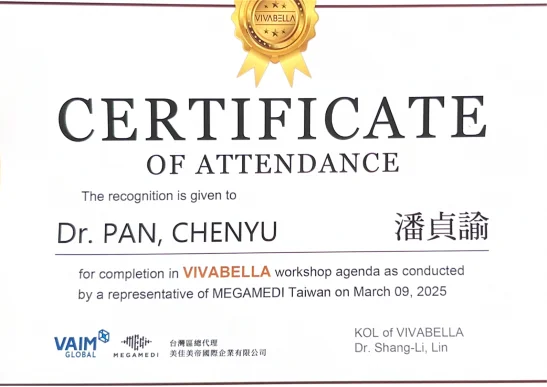 VIVABELLA
CERTIFICATE
OF ATTENDANCE
The recognition is given to
Dr. PAN, CHENYU 潘貞諭
for completion in VIVABELLA workshop agenda as conducted
by a representative of MEGAMEDI Taiwan on March 09, 2025
VAIM
GLOBAL
MEGAMEDI
台灣區總代理
美佳美帝國際企業有限公司
KOL of VIVABELLA
Dr. Shang-Li, Lin